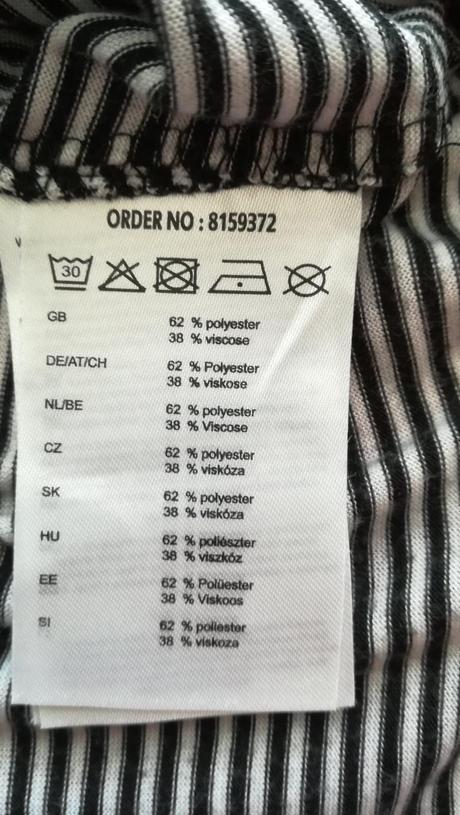 ORDER NO : 8159372
30
GB
62 % polyester
38 % viscose
DE/AT/CH
62 % Polyester
38 % viskose
NL/BE
62 % polyester
38 % Viscose
CZ
62 % polyester
38 % viskóza
SK
62 % polyester
38 % viskóza
HU
62 % poliészter
38 % viszkóz
EE
62 % Polüester
38 % Viskoos
SI
62 % poliester
38 % viskoza